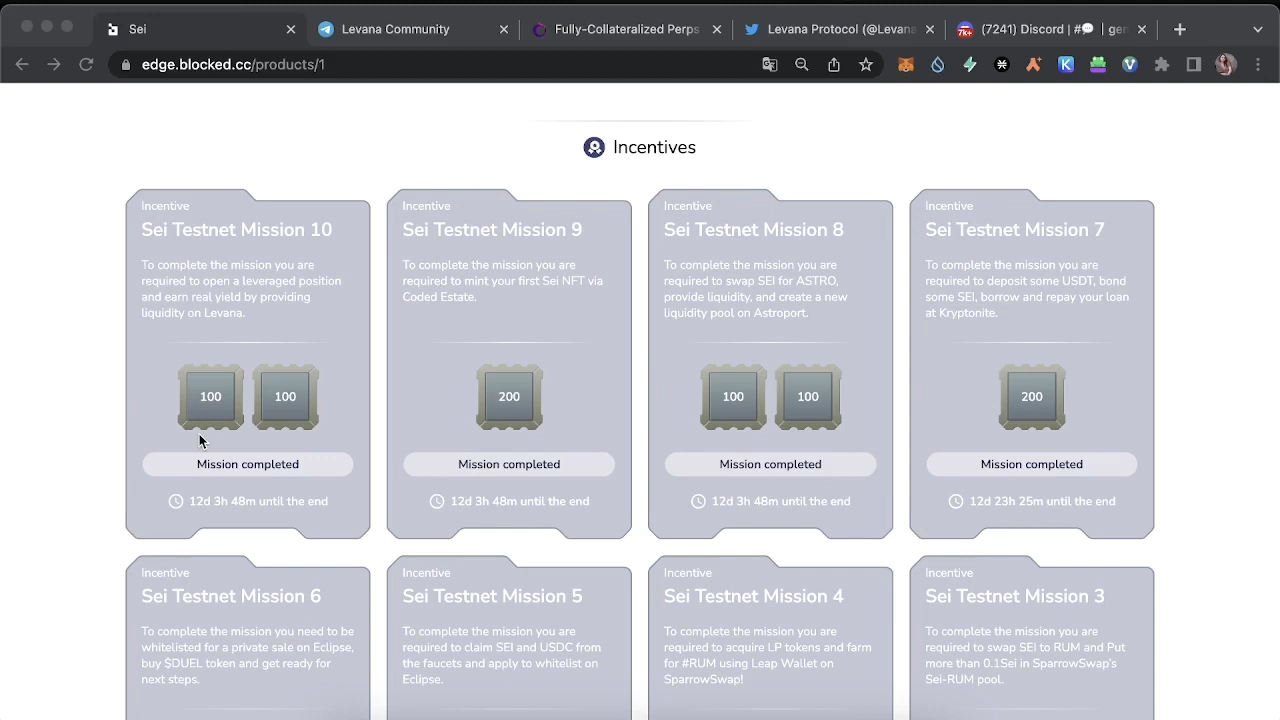 Sei
Levana Community
Fully-Collateralized Perps
Levana Protocol (@Levana
7k+
(7241) Discord | #💬 | gen
edge.blocked.cc/products/1
Incentives
Incentive
Sei Testnet Mission 10
To complete the mission you are
required to open a leveraged position
and earn real yield by providing
liquidity on Levana.
100
100
Mission completed
12d 3h 48m until the end
Incentive
Sei Testnet Mission 9
To complete the mission you are
required to mint your first Sei NFT via
Coded Estate.
200
Mission completed
12d 3h 48m until the end
Incentive
Sei Testnet Mission 8
To complete the mission you are
required to swap SEI for ASTRO,
provide liquidity, and create a new
liquidity pool on Astroport.
100
100
Mission completed
12d 3h 48m until the end
Incentive
Sei Testnet Mission 7
To complete the mission you are
required to deposit some USDT, bond
some SEI, borrow and repay your loan
at Kryptonite.
200
Mission completed
12d 23h 25m until the end
Incentive
Sei Testnet Mission 6
To complete the mission you need to be
whitelisted for a private sale on Eclipse,
buy $DUEL token and get ready for
next steps.
Incentive
Sei Testnet Mission 5
To complete the mission you are
required to claim SEI and USDC from
the faucets and apply to whitelist on
Eclipse.
Incentive
Sei Testnet Mission 4
To complete the mission you are
required to acquire LP tokens and farm
for #RUM using Leap Wallet on
SparrowSwap!
Incentive
Sei Testnet Mission 3
To complete the mission you are
required to swap SEI to RUM and Put
more than 0.1Sei in SparrowSwap's
Sei-RUM pool.